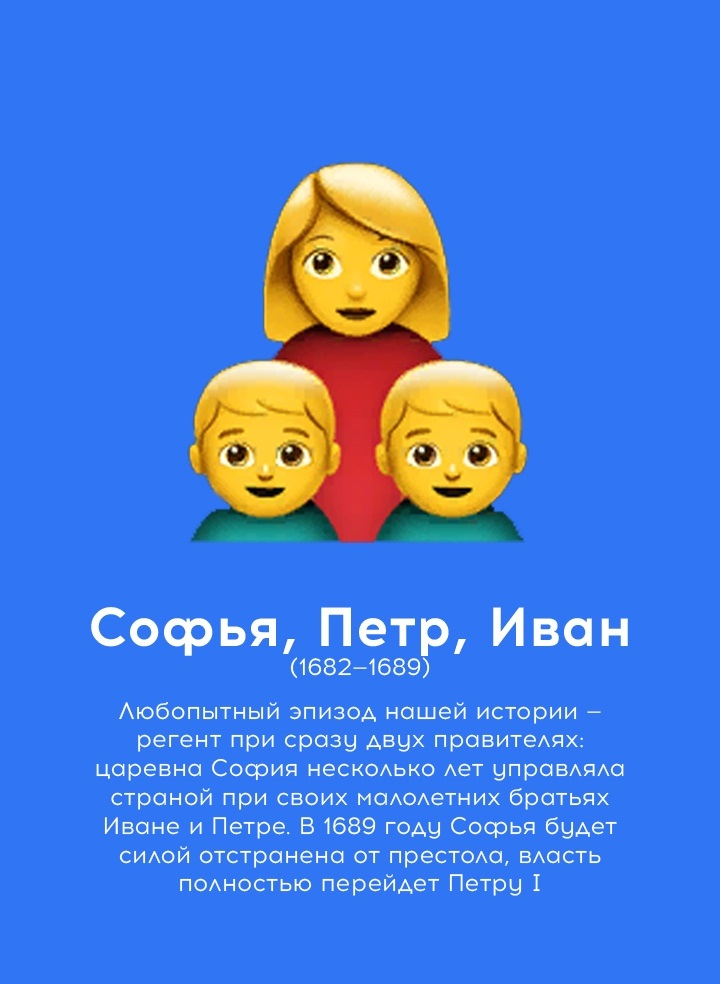 Софья, Петр, Иван
(1682–1689)
Любопытный эпизод нашей истории –
регент при сразу двух правителях:
царевна София несколько лет управляла
страной при своих малолетних братьях
Иване и Петре. В 1689 году Софья будет
силой отстранена от престола, власть
полностью перейдет Петру I